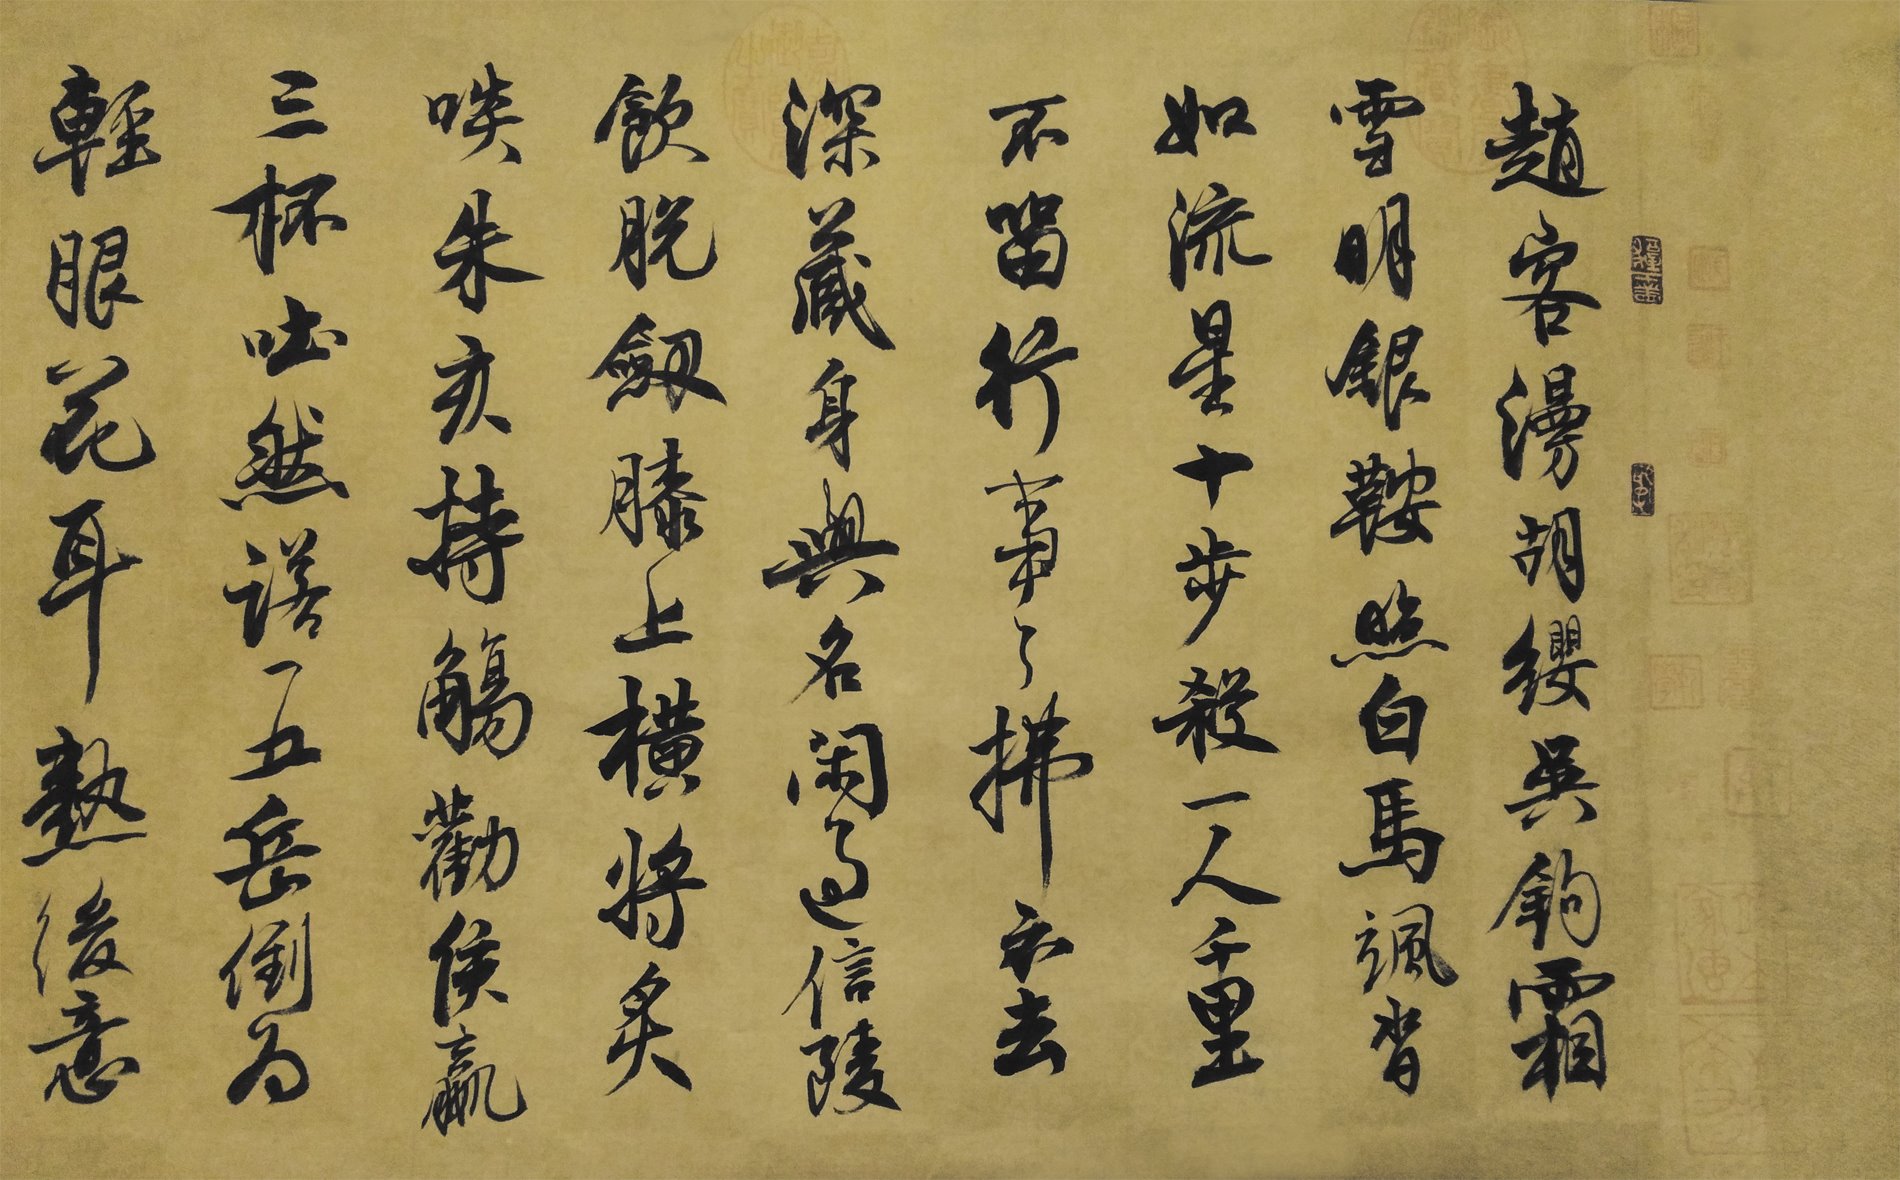 趙客漫胡纓吳鉤霜
雪明銀鞍照白馬颯沓
如流星十步殺一人千里
不留行事了拂衣去
深藏身與名閑過信陵
飲脫劒膝上橫將炙
啖朱亥持觴勸侯嬴
三杯吐然諾五岳倒為
輕眼花耳熱後意